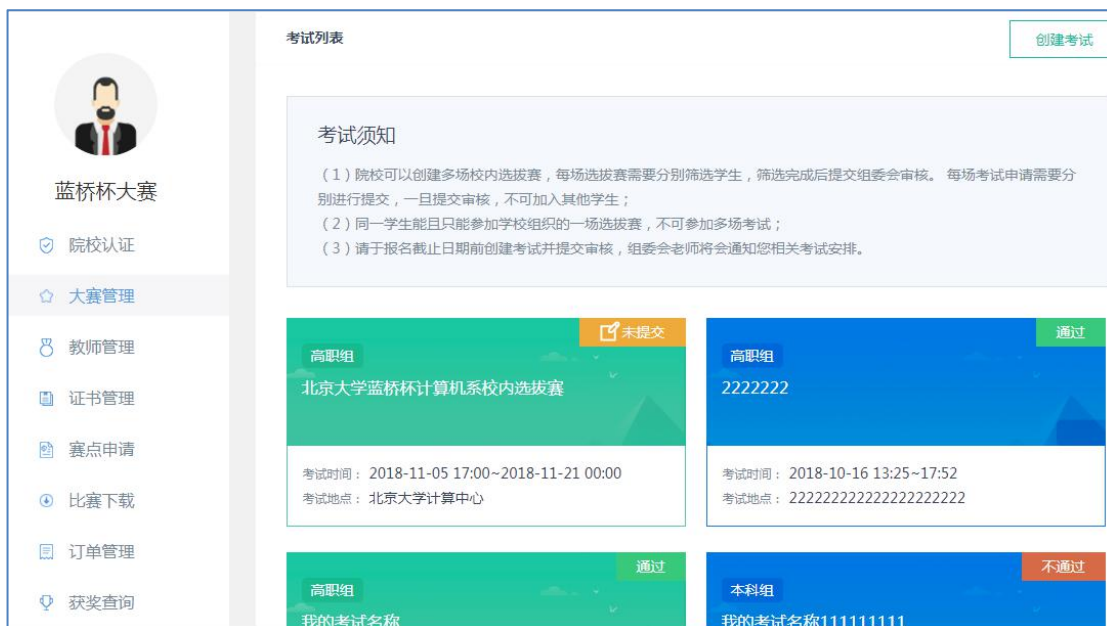 蓝桥杯大赛
院校认证
大赛管理
教师管理
证书管理
赛点申请
比赛下载
订单管理
获奖查询
考试列表
创建考试
考试须知
（1）院校可以创建多场校内选拔赛，每场选拔赛需要分别筛选学生，筛选完成后提交组委会审核。 每场考试申请需要分
别进行提交，一旦提交审核，不可加入其他学生；
（2）同一学生能且只能参加学校组织的一场选拔赛，不可参加多场考试；
（3）请于报名截止日期前创建考试并提交审核，组委会老师将会通知您相关考试安排。
未提交
高职组
北京大学蓝桥杯计算机系校内选拔赛
考试时间： 2018-11-05 17:00~2018-11-21 00:00
考试地点： 北京大学计算中心
通过
高职组
2222222
考试时间： 2018-10-16 13:25~17:52
考试地点： 2222222222222222222222
通过
高职组
我的考试名称
不通过
本科组
我的考试名称111111111